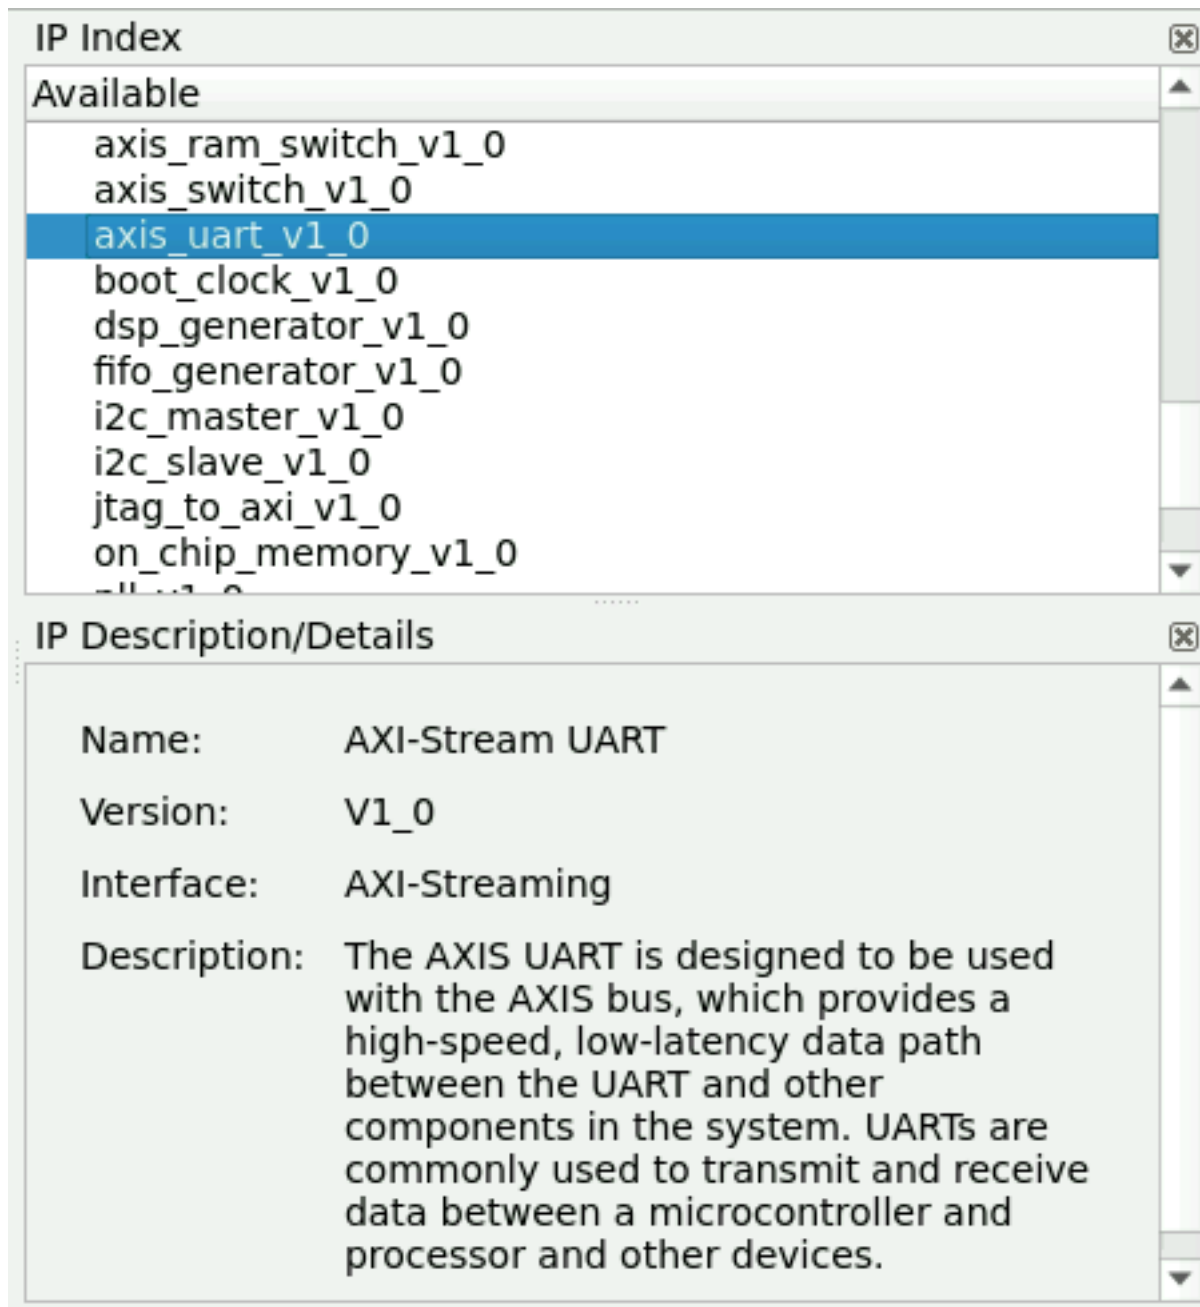 IP Index
Available
axis_ram_switch_v1_0
axis_switch_v1_0
axis_uart_v1_0
boot_clock_v1_0
dsp_generator_v1_0
fifo_generator_v1_0
i2c_master_v1_0
i2c_slave_v1_0
jtag_to_axi_v1_0
on_chip_memory_v1_0
IP Description/Details
Name: AXI-Stream UART
Version: V1_0
Interface: AXI-Streaming
Description: The AXIS UART is designed to be used
with the AXIS bus, which provides a
high-speed, low-latency data path
between the UART and other
components in the system. UARTs are
commonly used to transmit and receive
data between a microcontroller and
processor and other devices.